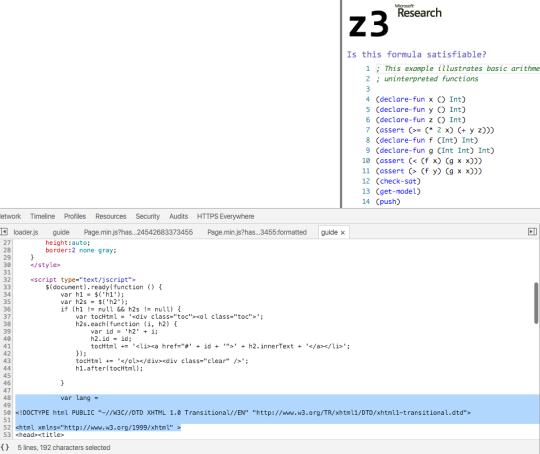 Microsoft
Research
z3
Is this formula satisfiable?
1 ; This example illustrates basic arithme
2 ; uninterpreted functions
3
4 (declare-fun x () Int)
5 (declare-fun y () Int)
6 (declare-fun z () Int)
7 (assert (>= (* 2 x) (+ y z)))
8 (declare-fun f (Int) Int)
9 (declare-fun g (Int Int) Int)
10 (assert (< (f x) (g x x)))
11 (assert (> (f y) (g x x)))
12 (check-sat)
13 (get-model)
14 (push)
etwork Timeline Profiles Resources Security Audits HTTPS Everywhere
loader.js guide Page.min.js?has...24542683373455 Page.min.js?has...3455:formatted guide ×
27 height:auto;
28 border:2 none gray;
29 }
30 </style>
31
32 <script type="text/jscript">
33 $(document).ready(function () {
34 var h1 = $('h1');
35 var h2s = $('h2');
36 if (h1 != null && h2s != null) {
37 var tocHtml = '<div class="toc"><ol class="toc">';
38 h2s.each(function (i, h2) {
39 var id = 'h2' + i;
40 h2.id = id;
41 tocHtml += '<li><a href="#' + id + '">' + h2.innerText + '</a></li>';
42 });
43 tocHtml += '</ol></div><div class="clear" />';
44 h1.after(tocHtml);
45
46 }
47
48 var lang =
49
50 <!DOCTYPE html PUBLIC "-//W3C//DTD XHTML 1.0 Transitional//EN" "http://www.w3.org/TR/xhtml1/DTD/xhtml1-transitional.dtd">
51
52 <html xmlns="http://www.w3.org/1999/xhtml" >
53 <head><title>
{} 5 lines, 192 characters selected